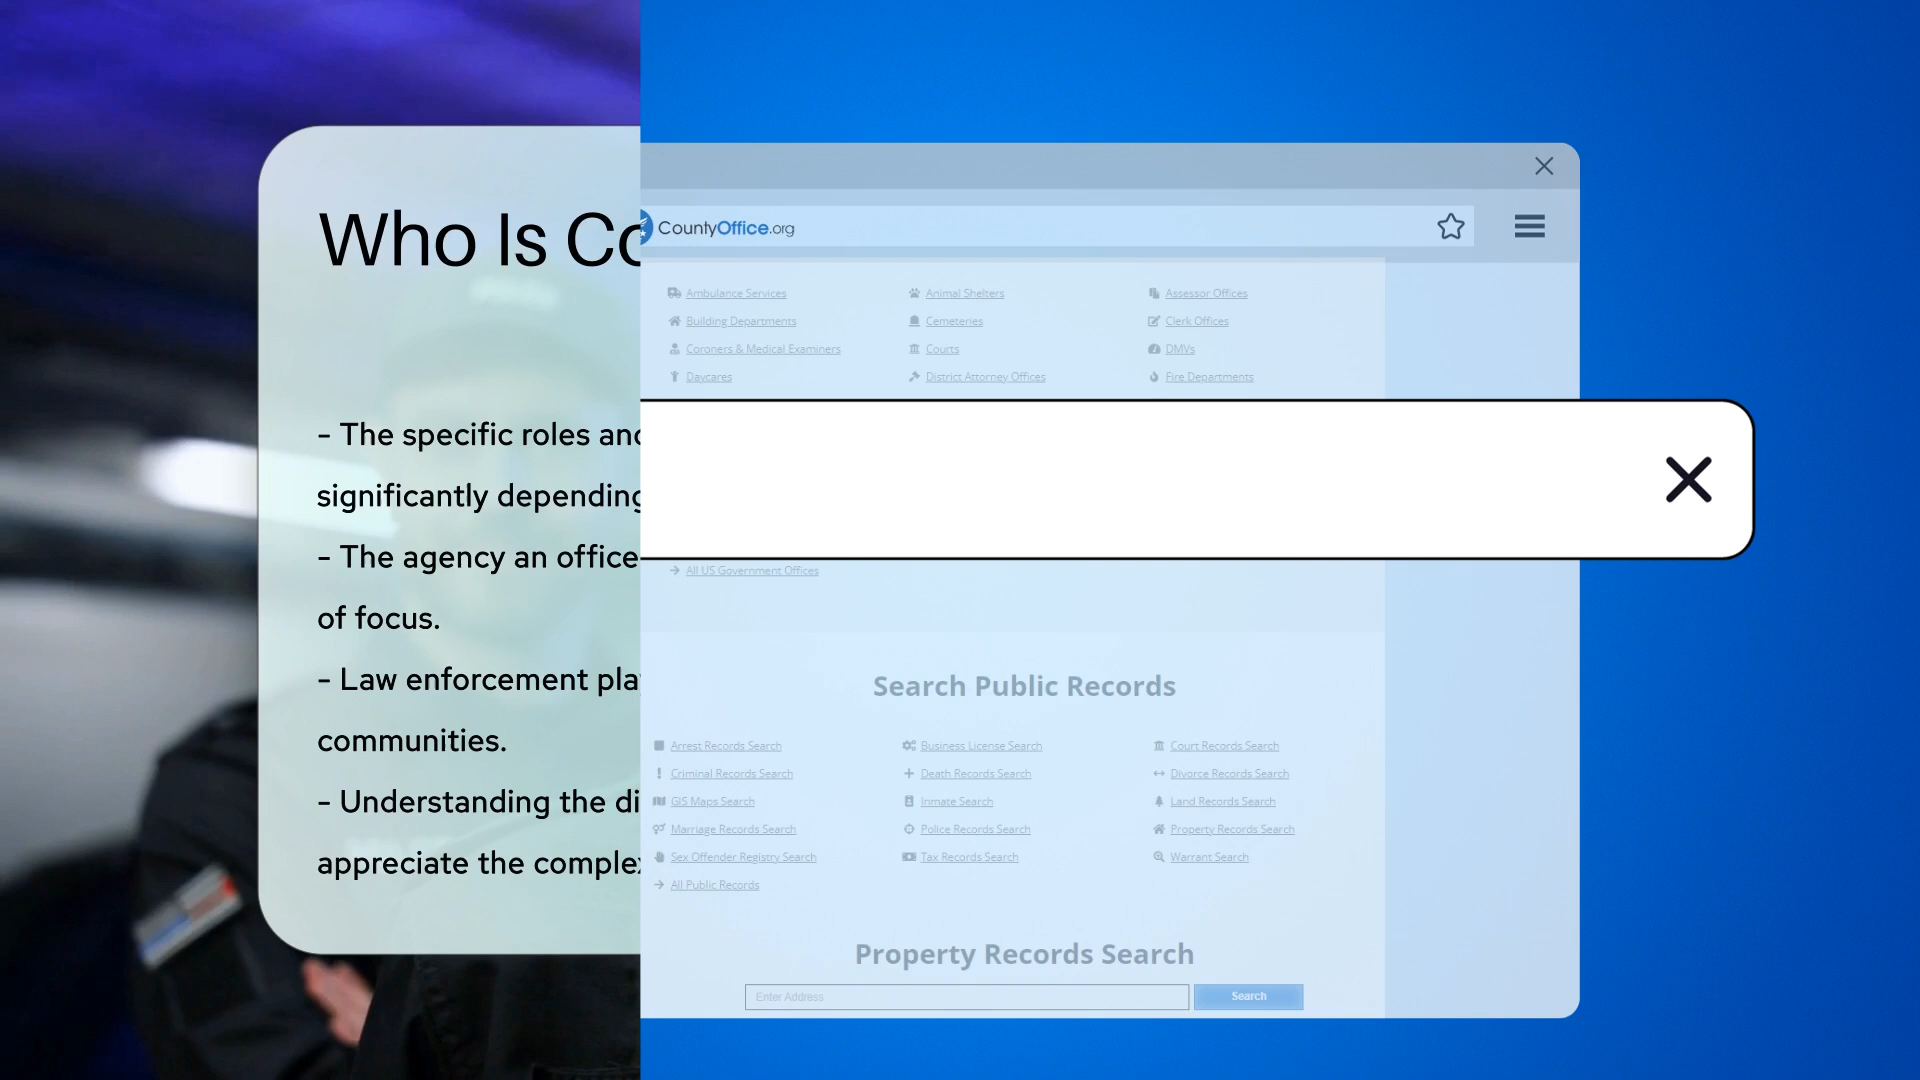 Who Is Co
- The specific roles and
significantly depending
- The agency an office
of focus.
- Law enforcement pla
communities.
- Understanding the di
appreciate the complex
CountyOffice.org
Ambulance Services Animal Shelters Assessor Offices
Building Departments Cemeteries Clerk Offices
Coroners & Medical Examiners Courts DMVs
Daycares District Attorney Offices Fire Departments
All US Government Offices
Search Public Records
Arrest Records Search Business License Search Court Records Search
Criminal Records Search Death Records Search Divorce Records Search
GIS Maps Search Inmate Search Land Records Search
Marriage Records Search Police Records Search Property Records Search
Sex Offender Registry Search Tax Records Search Warrant Search
All Public Records
Property Records Search
Enter Address Search